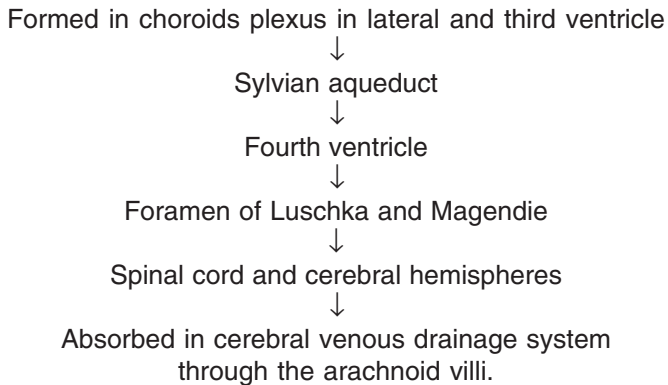 Formed in choroids plexus in lateral and third ventricle
↓
Sylvian aqueduct
↓
Fourth ventricle
↓
Foramen of Luschka and Magendie
↓
Spinal cord and cerebral hemispheres
↓
Absorbed in cerebral venous drainage system
through the arachnoid villi.